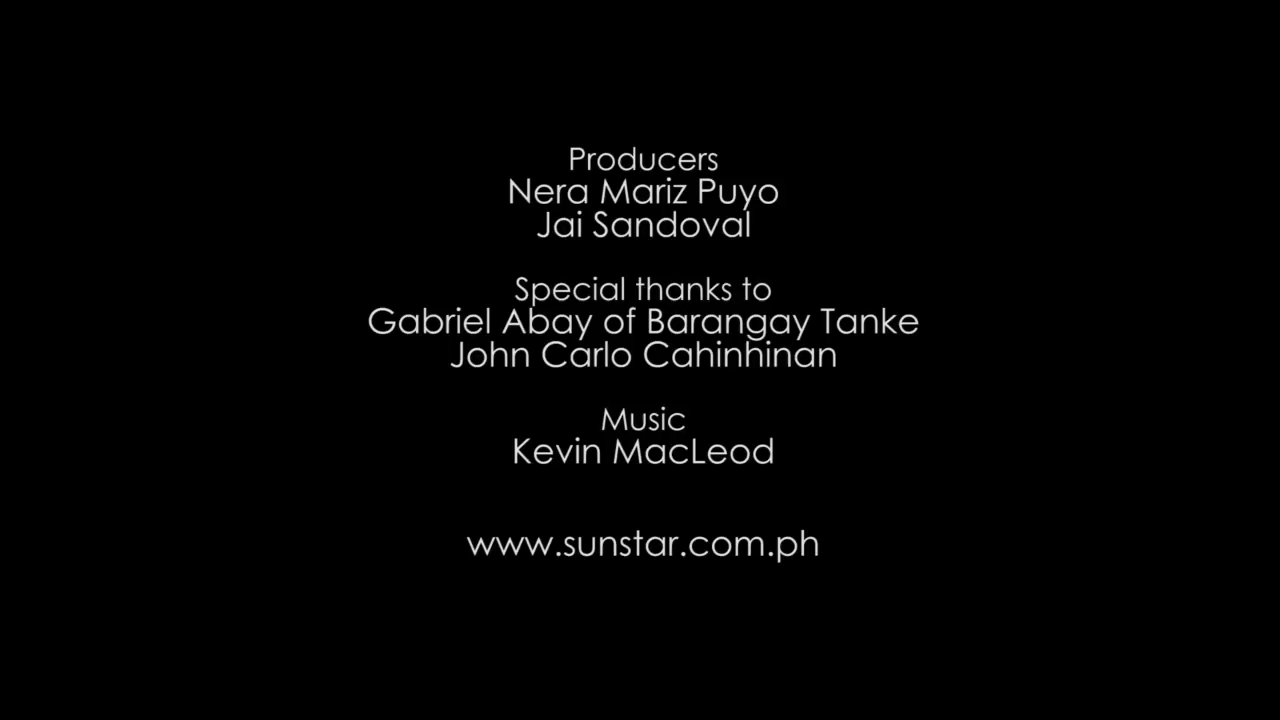 Producers
Nera Mariz Puyo
Jai Sandoval
Special thanks to
Gabriel Abay of Barangay Tanke
John Carlo Cahinhinan
Music
Kevin MacLeod
www.sunstar.com.ph